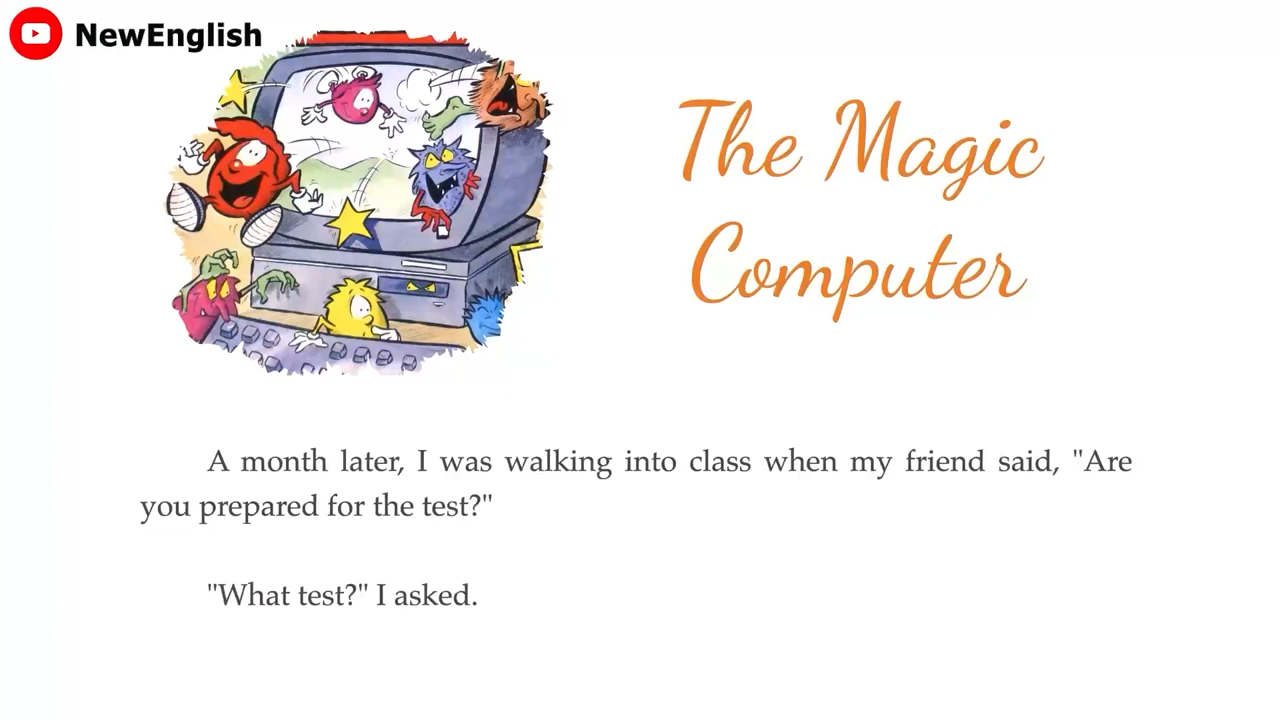 NewEnglish
The Magic
Computer
A month later, I was walking into class when my friend said, "Are
you prepared for the test?"
"What test?" I asked.